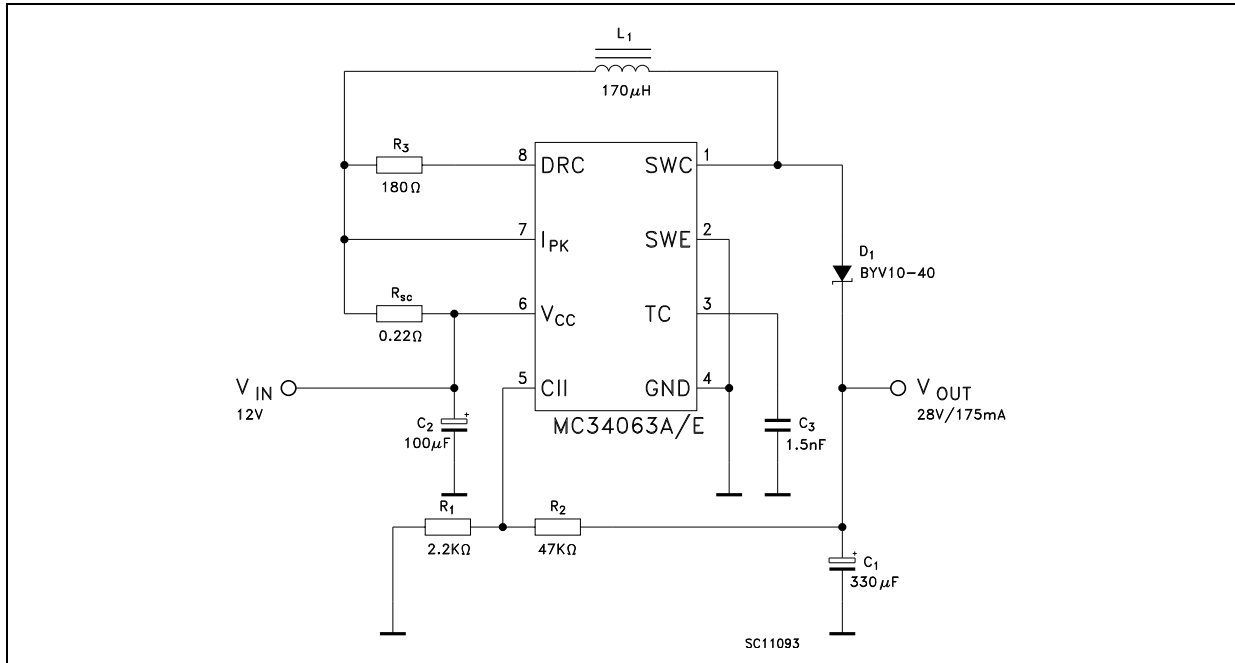 L1
170μH
R3
180Ω
8 DRC SWC 1
7 IPK SWE 2
Rsc
0.22Ω
6 VCC TC 3
5 CII GND 4
MC34063A/E
D1
BYV10-40
VIN
12V
C2
+
100μF
C3
1.5nF
VOUT
28V/175mA
R1
2.2KΩ
R2
47KΩ
+
C1
330μF
SC11093